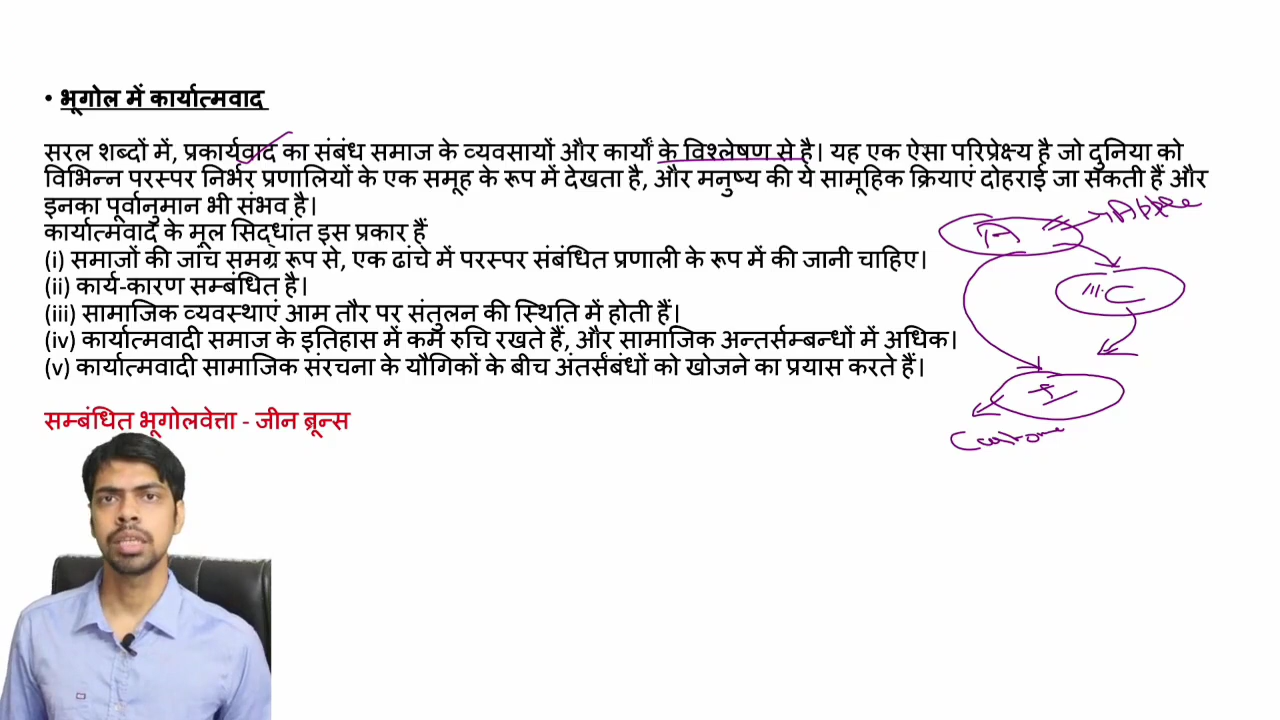 • भूगोल में कार्यात्मवाद
सरल शब्दों में, प्रकार्यवाद का संबंध समाज के व्यवसायों और कार्यों के विश्लेषण से है। यह एक ऐसा परिप्रेक्ष्य है जो दुनिया को
विभिन्न परस्पर निर्भर प्रणालियों के एक समूह के रूप में देखता है, और मनुष्य की ये सामूहिक क्रियाएं दोहराई जा सकती हैं और
इनका पूर्वानुमान भी संभव है।
कार्यात्मवाद के मूल सिद्धांत इस प्रकार हैं
(i) समाजों की जांच समग्र रूप से, एक ढांचे में परस्पर संबंधित प्रणाली के रूप में की जानी चाहिए।
(ii) कार्य-कारण सम्बंधित है।
(iii) सामाजिक व्यवस्थाएं आम तौर पर संतुलन की स्थिति में होती हैं।
(iv) कार्यात्मवादी समाज के इतिहास में कम रुचि रखते हैं, और सामाजिक अन्तर्सम्बन्धों में अधिक।
(v) कार्यात्मवादी सामाजिक संरचना के यौगिकों के बीच अंतर्संबंधों को खोजने का प्रयास करते हैं।
सम्बंधित भूगोलवेत्ता - जीन ब्रून्स
A
Apple
C